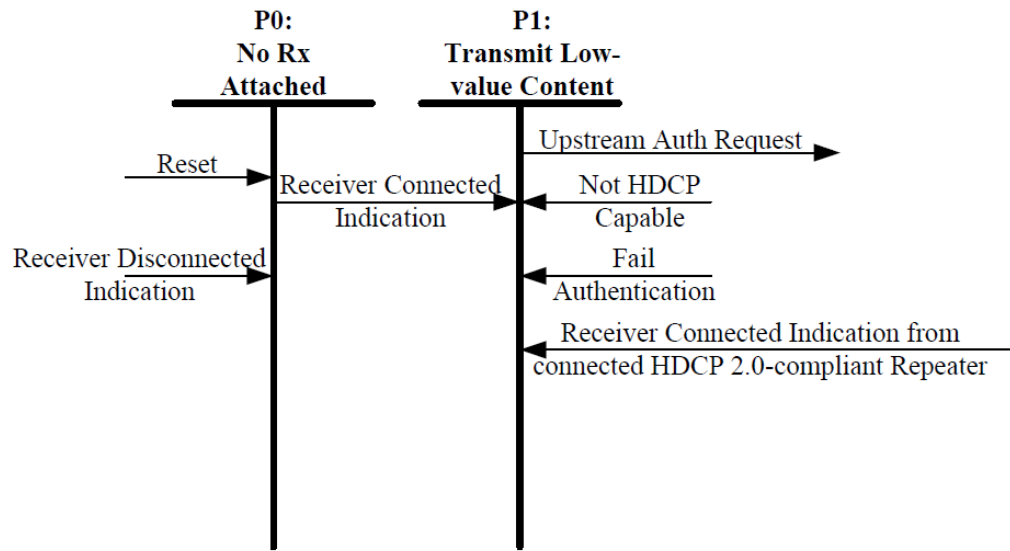 P0:
No Rx
Attached
P1:
Transmit Low-
value Content
Upstream Auth Request
Reset
Receiver Connected
Indication
Not HDCP
Capable
Receiver Disconnected
Indication
Fail
Authentication
Receiver Connected Indication from
connected HDCP 2.0-compliant Repeater